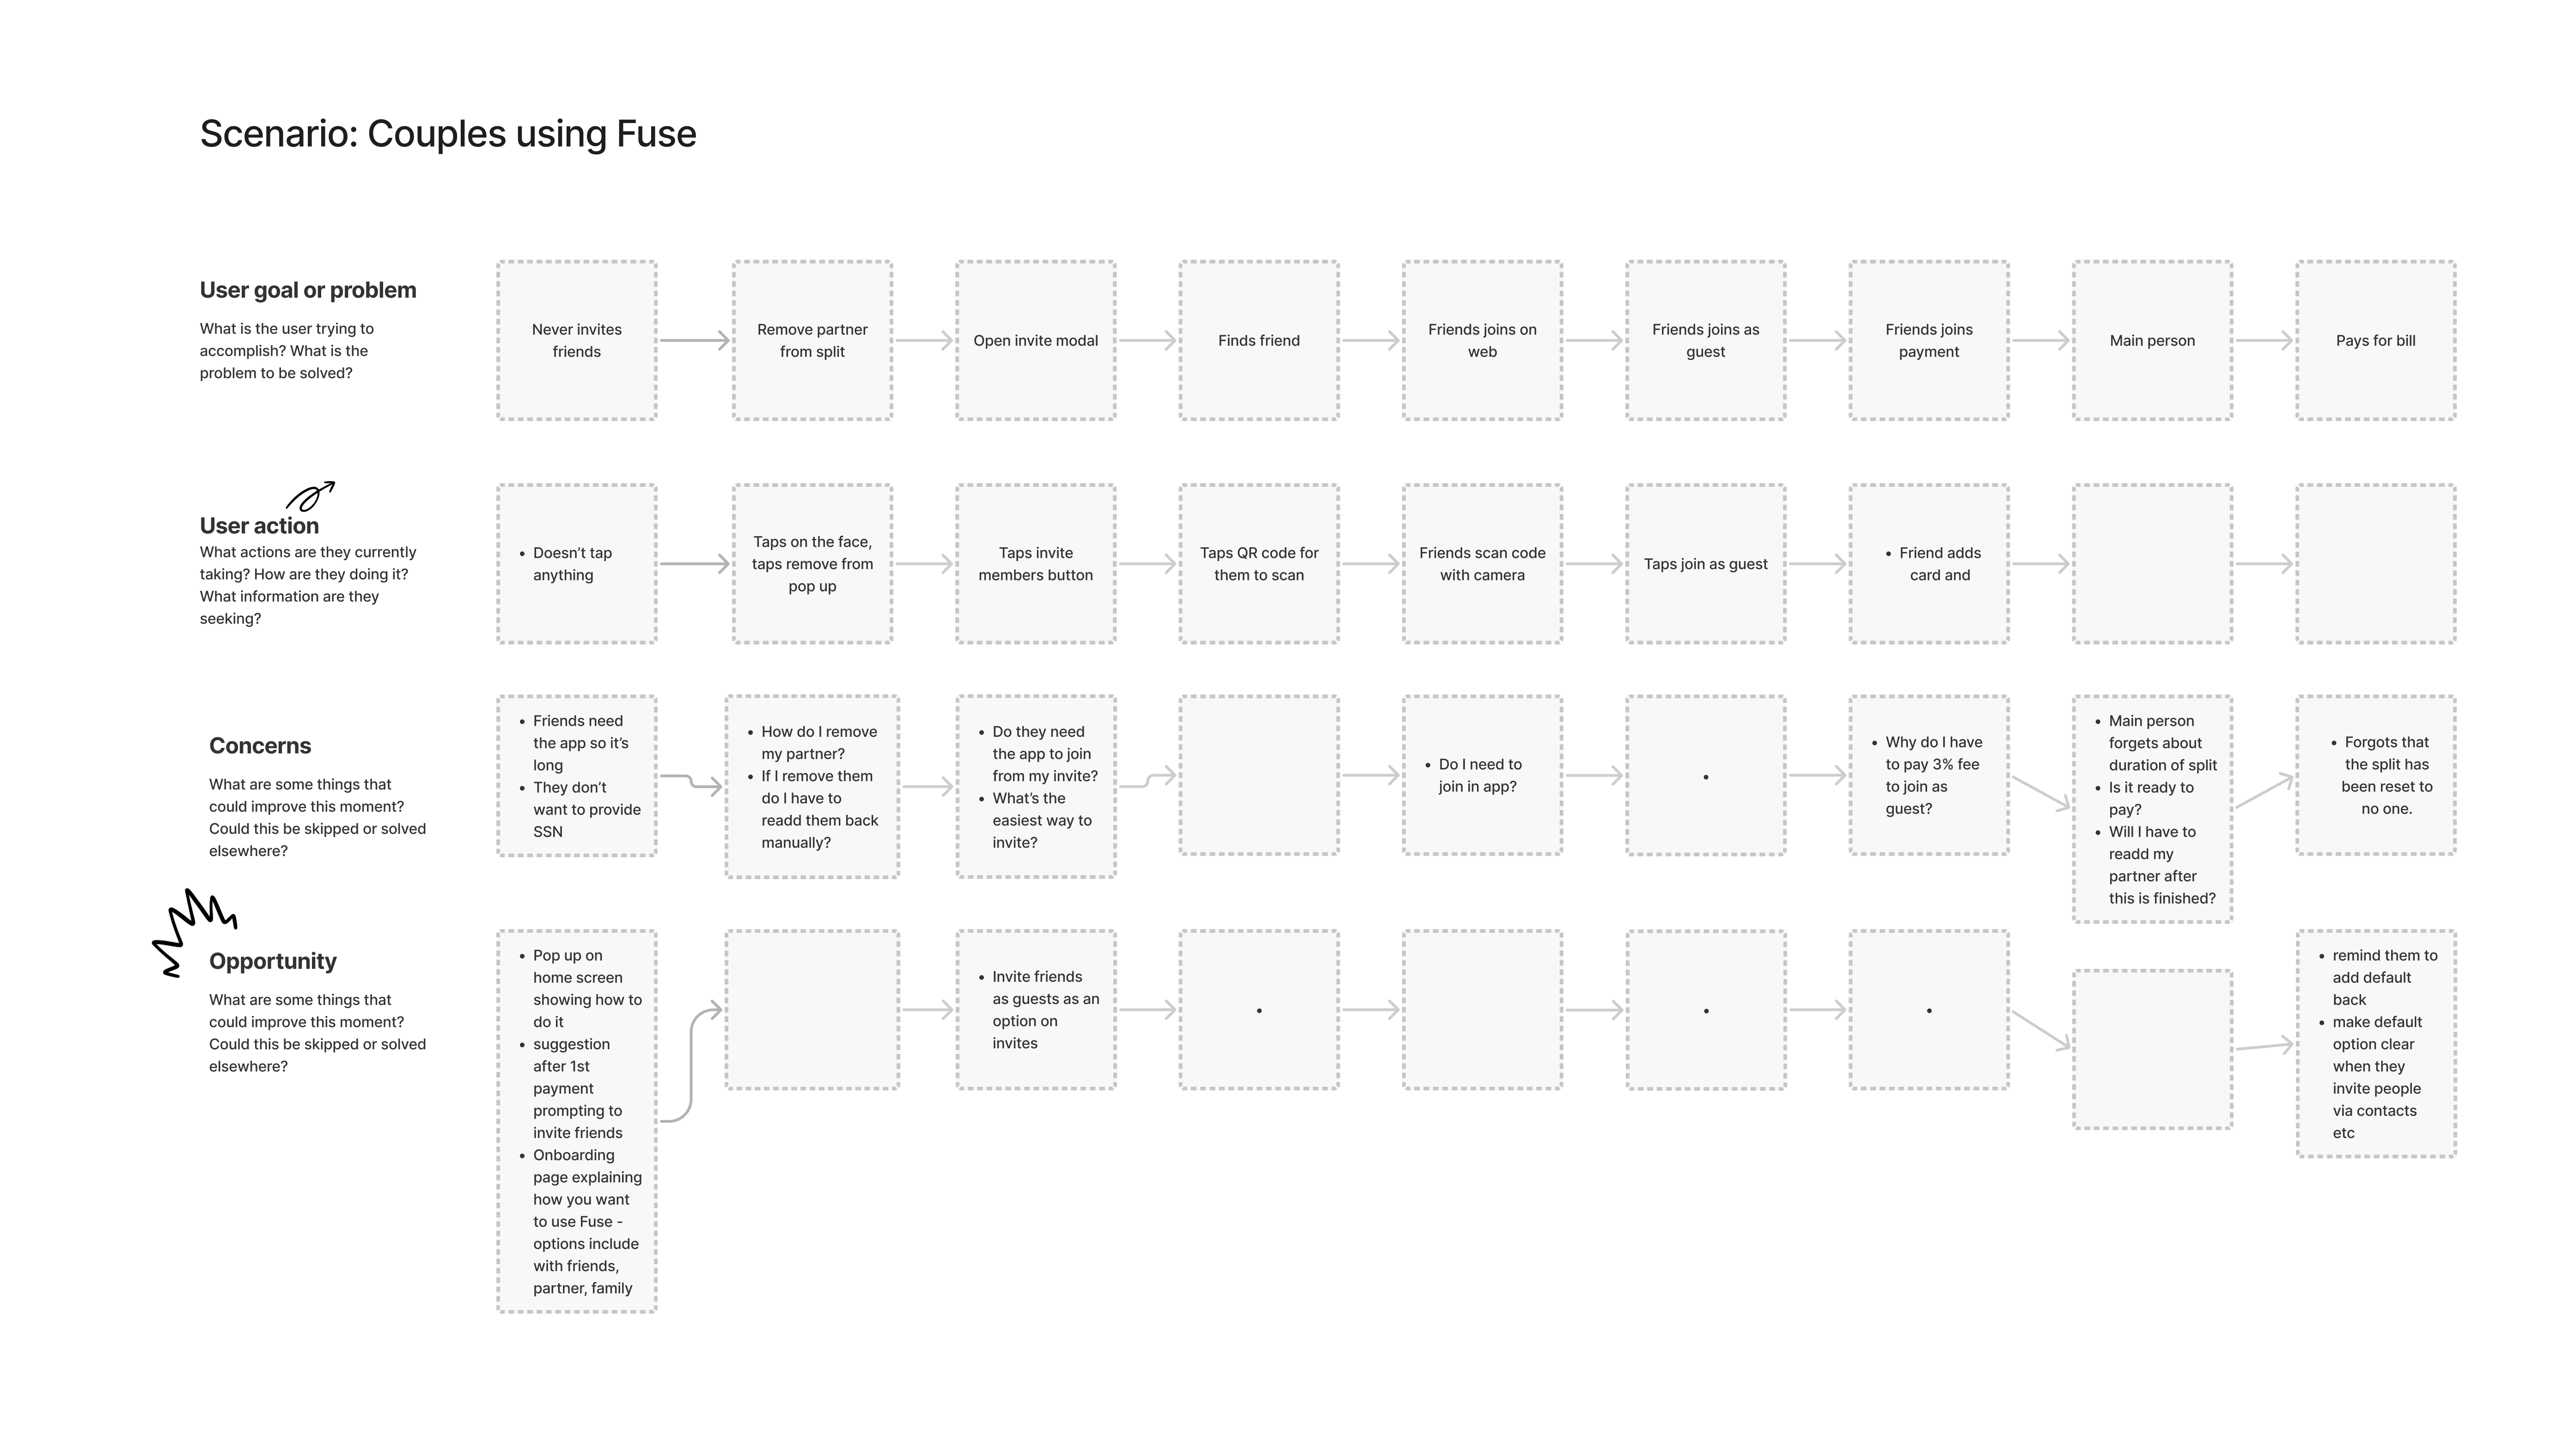 Scenario: Couples using Fuse
User goal or problem
What is the user trying to
accomplish? What is the
problem to be solved?
Never invites
friends
Remove partner
from split
Open invite modal
Finds friend
Friends joins on
web
Friends joins as
guest
Friends joins
payment
Main person
Pays for bill
User action
What actions are they currently
taking? How are they doing it?
What information are they
seeking?
• Doesn’t tap
anything
Taps on the face,
taps remove from
pop up
Taps invite
members button
Taps QR code for
them to scan
Friends scan code
with camera
Taps join as guest
• Friend adds
card and
Concerns
What are some things that
could improve this moment?
Could this be skipped or solved
elsewhere?
• Friends need
the app so it’s
long
• They don’t
want to provide
SSN
• How do I remove
my partner?
• If I remove them
do I have to
readd them back
manually?
• Do they need
the app to join
from my invite?
• What’s the
easiest way to
invite?
• Do I need to
join in app?
•
• Why do I have
to pay 3% fee
to join as
guest?
• Main person
forgets about
duration of split
• Is it ready to
pay?
• Will I have to
readd my
partner after
this is finished?
• Forgots that
the split has
been reset to
no one.
Opportunity
What are some things that
could improve this moment?
Could this be skipped or solved
elsewhere?
• Pop up on
home screen
showing how to
do it
• suggestion
after 1st
payment
prompting to
invite friends
• Onboarding
page explaining
how you want
to use Fuse -
options include
with friends,
partner, family
• Invite friends
as guests as an
option on
invites
•
•
•
• remind them to
add default
back
• make default
option clear
when they
invite people
via contacts
etc